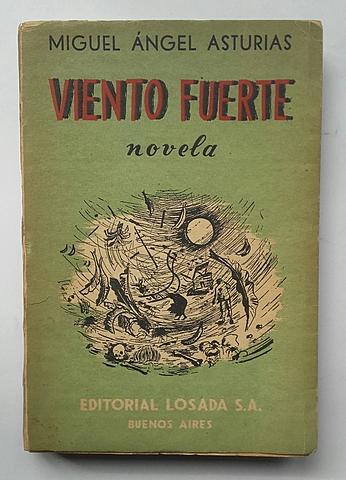 MIGUEL ÁNGEL ASTURIAS
VIENTO FUERTE
novela
EDITORIAL LOSADA S.A.
BUENOS AIRES